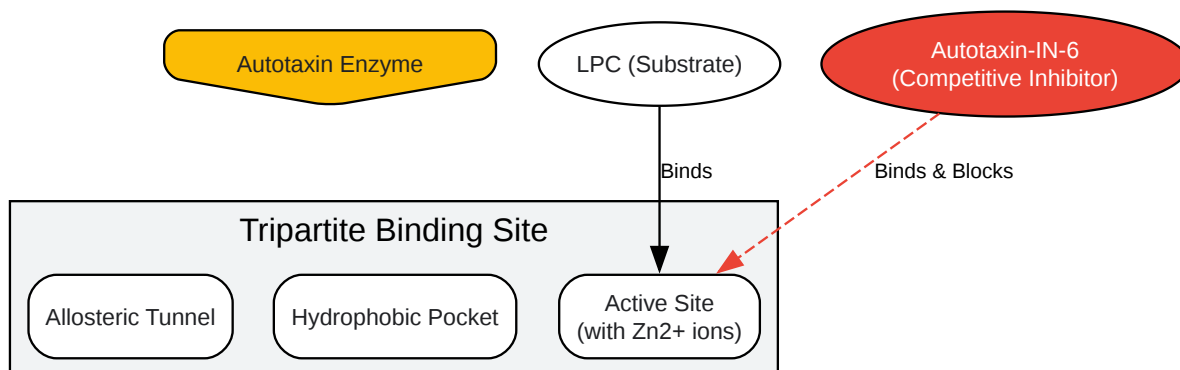 Autotaxin Enzyme
LPC (Substrate)
Autotaxin-IN-6
(Competitive Inhibitor)
Binds
Binds & Blocks
Tripartite Binding Site
Allosteric Tunnel
Hydrophobic Pocket
Active Site
(with Zn2+ ions)